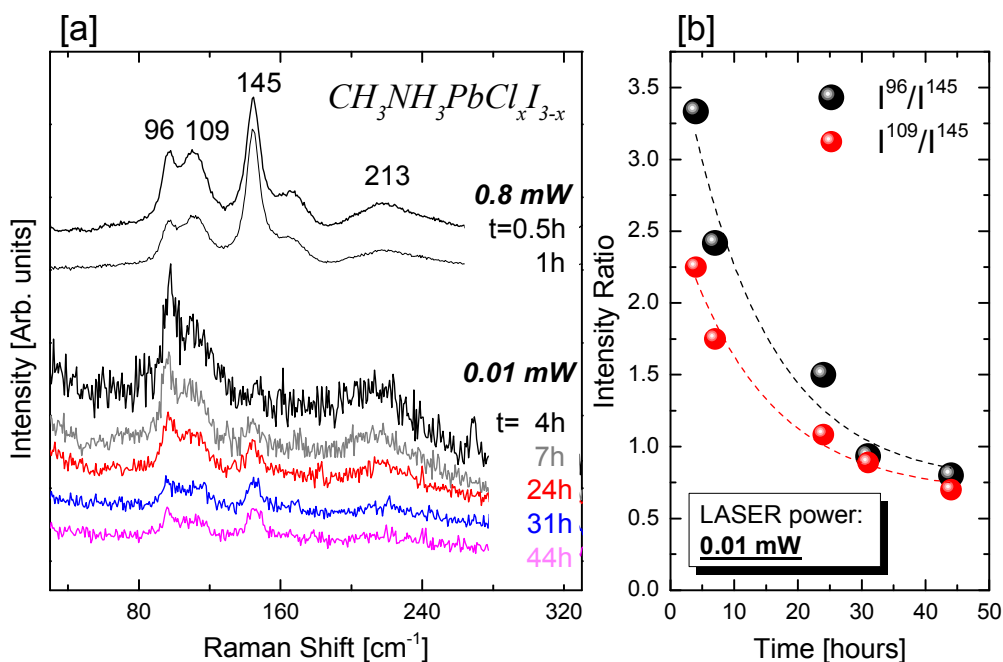 [a]
[b]
Intensity [Arb. units]
CH₃NH₃PbClₓI₃₋ₓ
145
96 109
213
0.8 mW
t=0.5h
1h
0.01 mW
t= 4h
7h
24h
31h
44h
80 160 240 320
Raman Shift [cm⁻¹]
Intensity Ratio
3.5
3.0
2.5
2.0
1.5
1.0
0.5
0.0
I⁹⁶/I¹⁴⁵
I¹⁰⁹/I¹⁴⁵
LASER power:
0.01 mW
0 10 20 30 40 50
Time [hours]